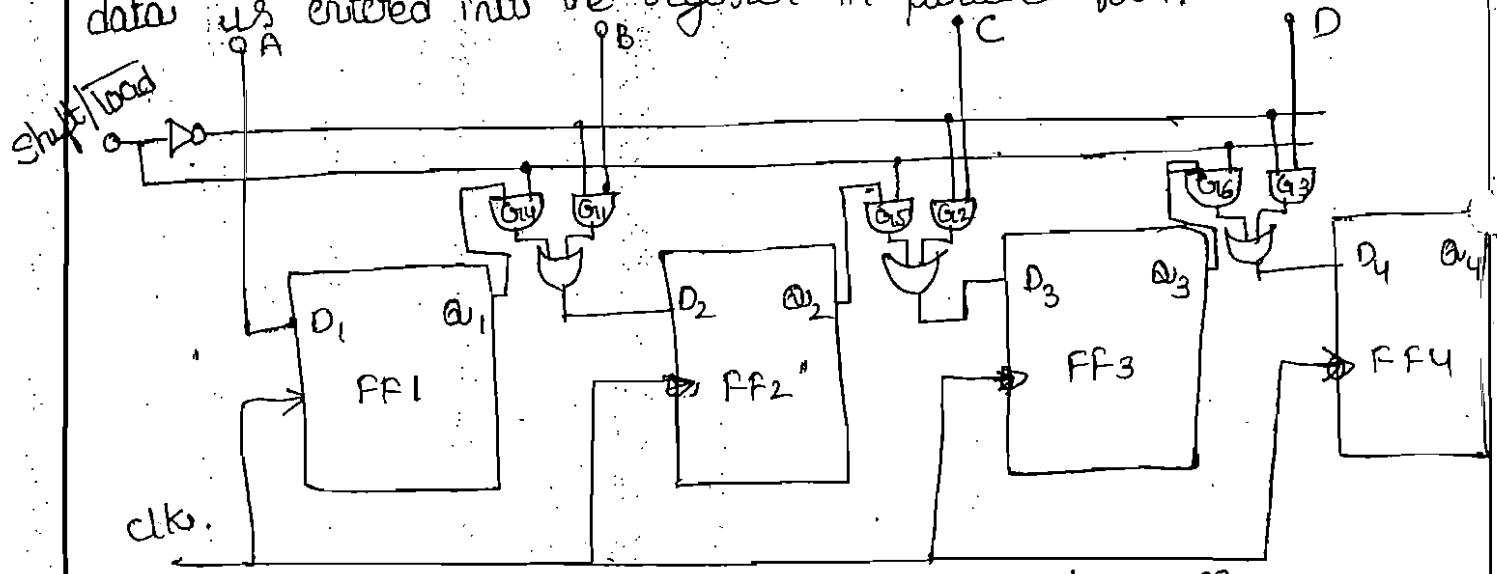 data is entered into the register in parallel form.
A
B
C
D
Shift/Load
G4
G1
G5
G2
G6
G3
D1
Q1
FF1
D2
Q2
FF2
D3
Q3
FF3
D4
Q4
FF4
Clk.